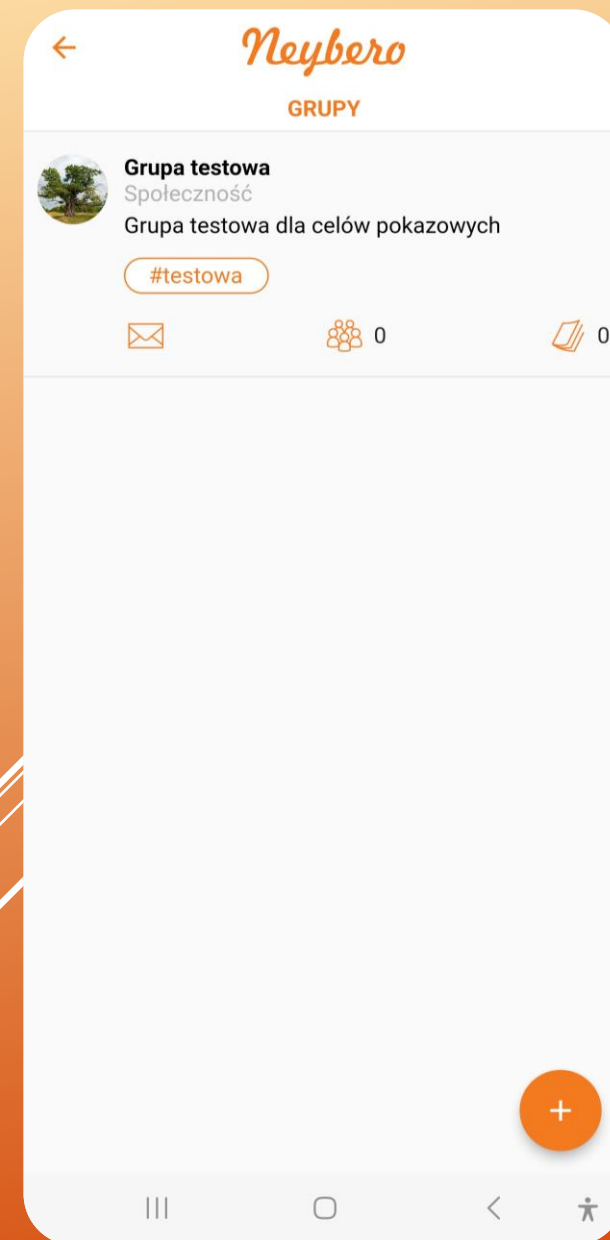 Neybero
GRUPY
Grupa testowa
Społeczność
Grupa testowa dla celów pokazowych
#testowa
0
0